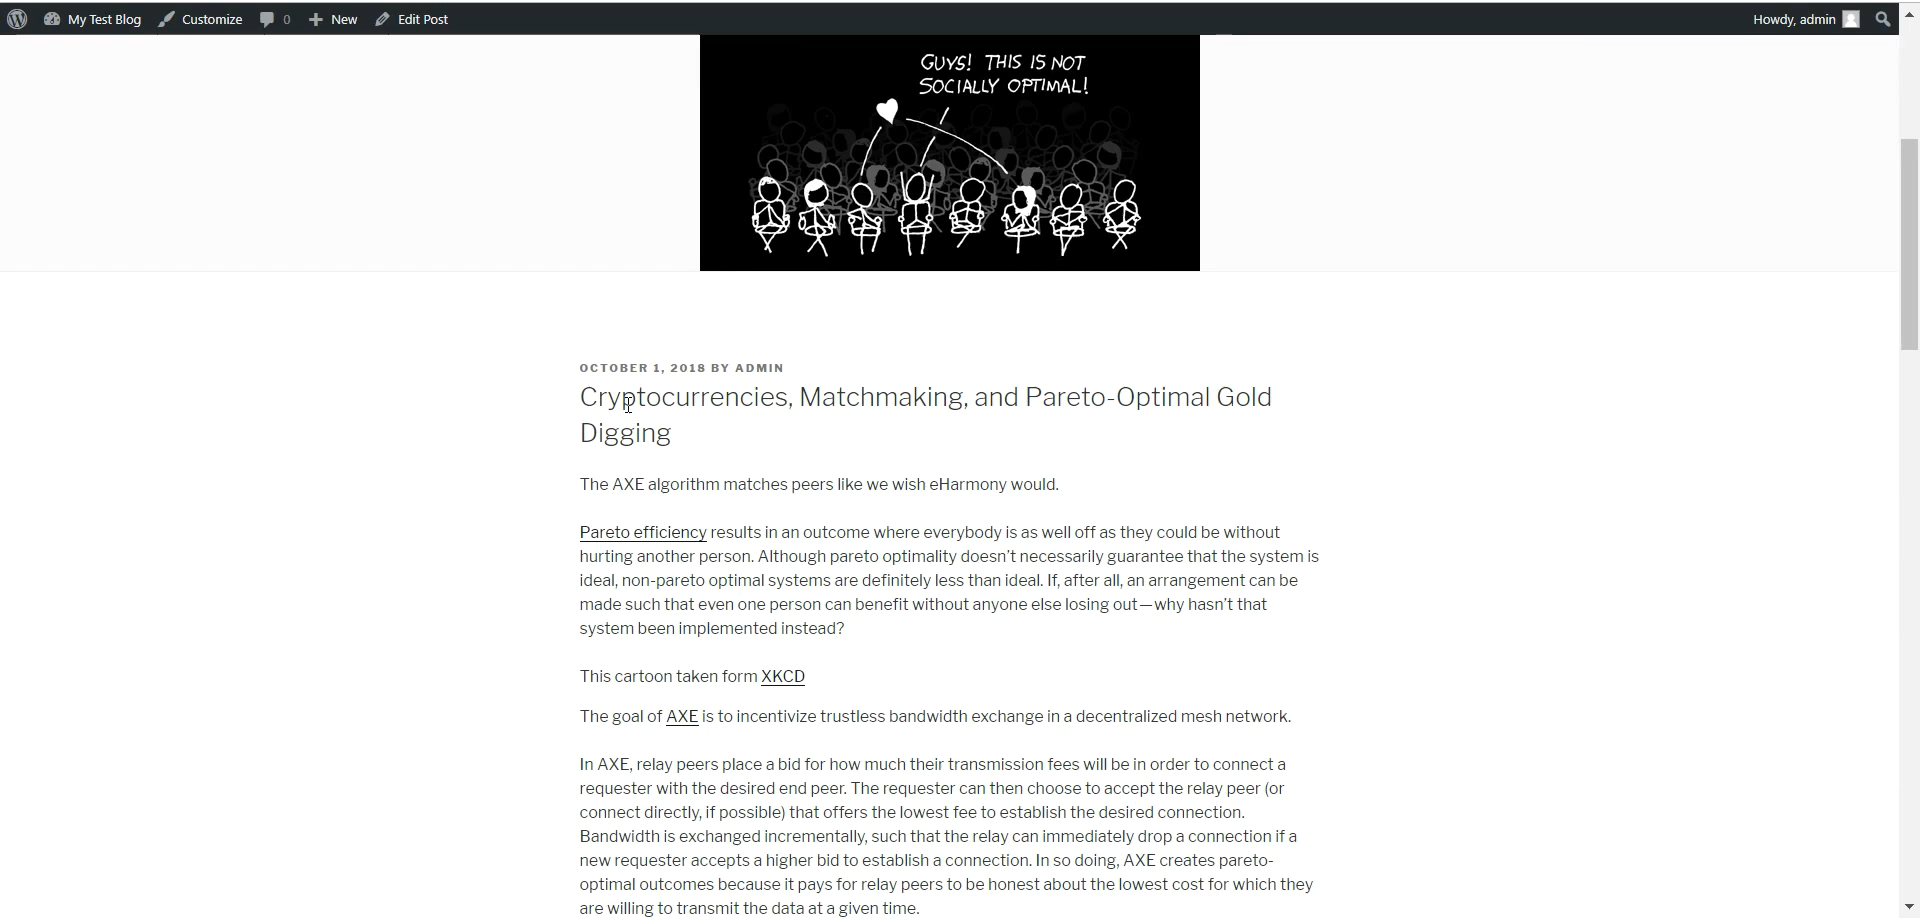 My Test Blog Customize 0 New Edit Post Howdy, admin
GUYS! THIS IS NOT
SOCIALLY OPTIMAL!
OCTOBER 1, 2018 BY ADMIN
Cryptocurrencies, Matchmaking, and Pareto-Optimal Gold
Digging
The AXE algorithm matches peers like we wish eHarmony would.
Pareto efficiency results in an outcome where everybody is as well off as they could be without
hurting another person. Although pareto optimality doesn’t necessarily guarantee that the system is
ideal, non-pareto optimal systems are definitely less than ideal. If, after all, an arrangement can be
made such that even one person can benefit without anyone else losing out—why hasn’t that
system been implemented instead?
This cartoon taken form XKCD
The goal of AXE is to incentivize trustless bandwidth exchange in a decentralized mesh network.
In AXE, relay peers place a bid for how much their transmission fees will be in order to connect a
requester with the desired end peer. The requester can then choose to accept the relay peer (or
connect directly, if possible) that offers the lowest fee to establish the desired connection.
Bandwidth is exchanged incrementally, such that the relay can immediately drop a connection if a
new requester accepts a higher bid to establish a connection. In so doing, AXE creates pareto-
optimal outcomes because it pays for relay peers to be honest about the lowest cost for which they
are willing to transmit the data at a given time.